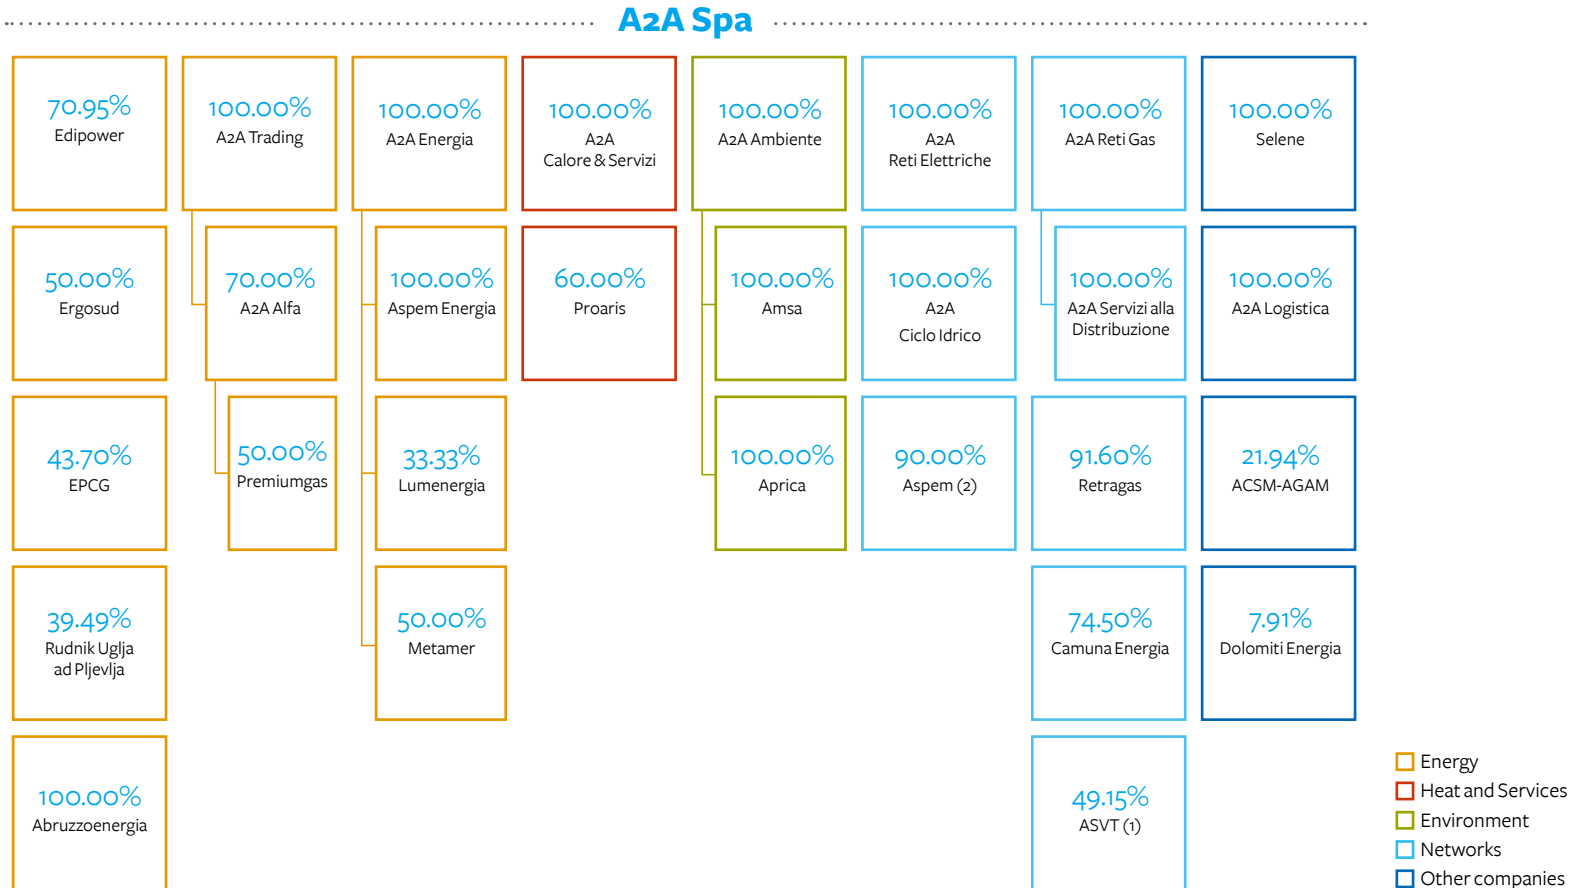 A2A Spa
70.95%
Edipower
100.00%
A2A Trading
100.00%
A2A Energia
100.00%
A2A
Calore & Servizi
100.00%
A2A Ambiente
100.00%
A2A
Reti Elettriche
100.00%
A2A Reti Gas
100.00%
Selene
50.00%
Ergosud
70.00%
A2A Alfa
100.00%
Aspem Energia
60.00%
Proaris
100.00%
Amsa
100.00%
A2A
Ciclo Idrico
100.00%
A2A Servizi alla
Distribuzione
100.00%
A2A Logistica
43.70%
EPCG
50.00%
Premiumgas
33.33%
Lumenergia
100.00%
Aprica
90.00%
Aspem (2)
91.60%
Retragas
21.94%
ACSM-AGAM
39.49%
Rudnik Uglja
ad Pljevlja
50.00%
Metamer
74.50%
Camuna Energia
7.91%
Dolomiti Energia
100.00%
Abruzzoenergia
49.15%
ASVT (1)
Energy
Heat and Services
Environment
Networks
Other companies